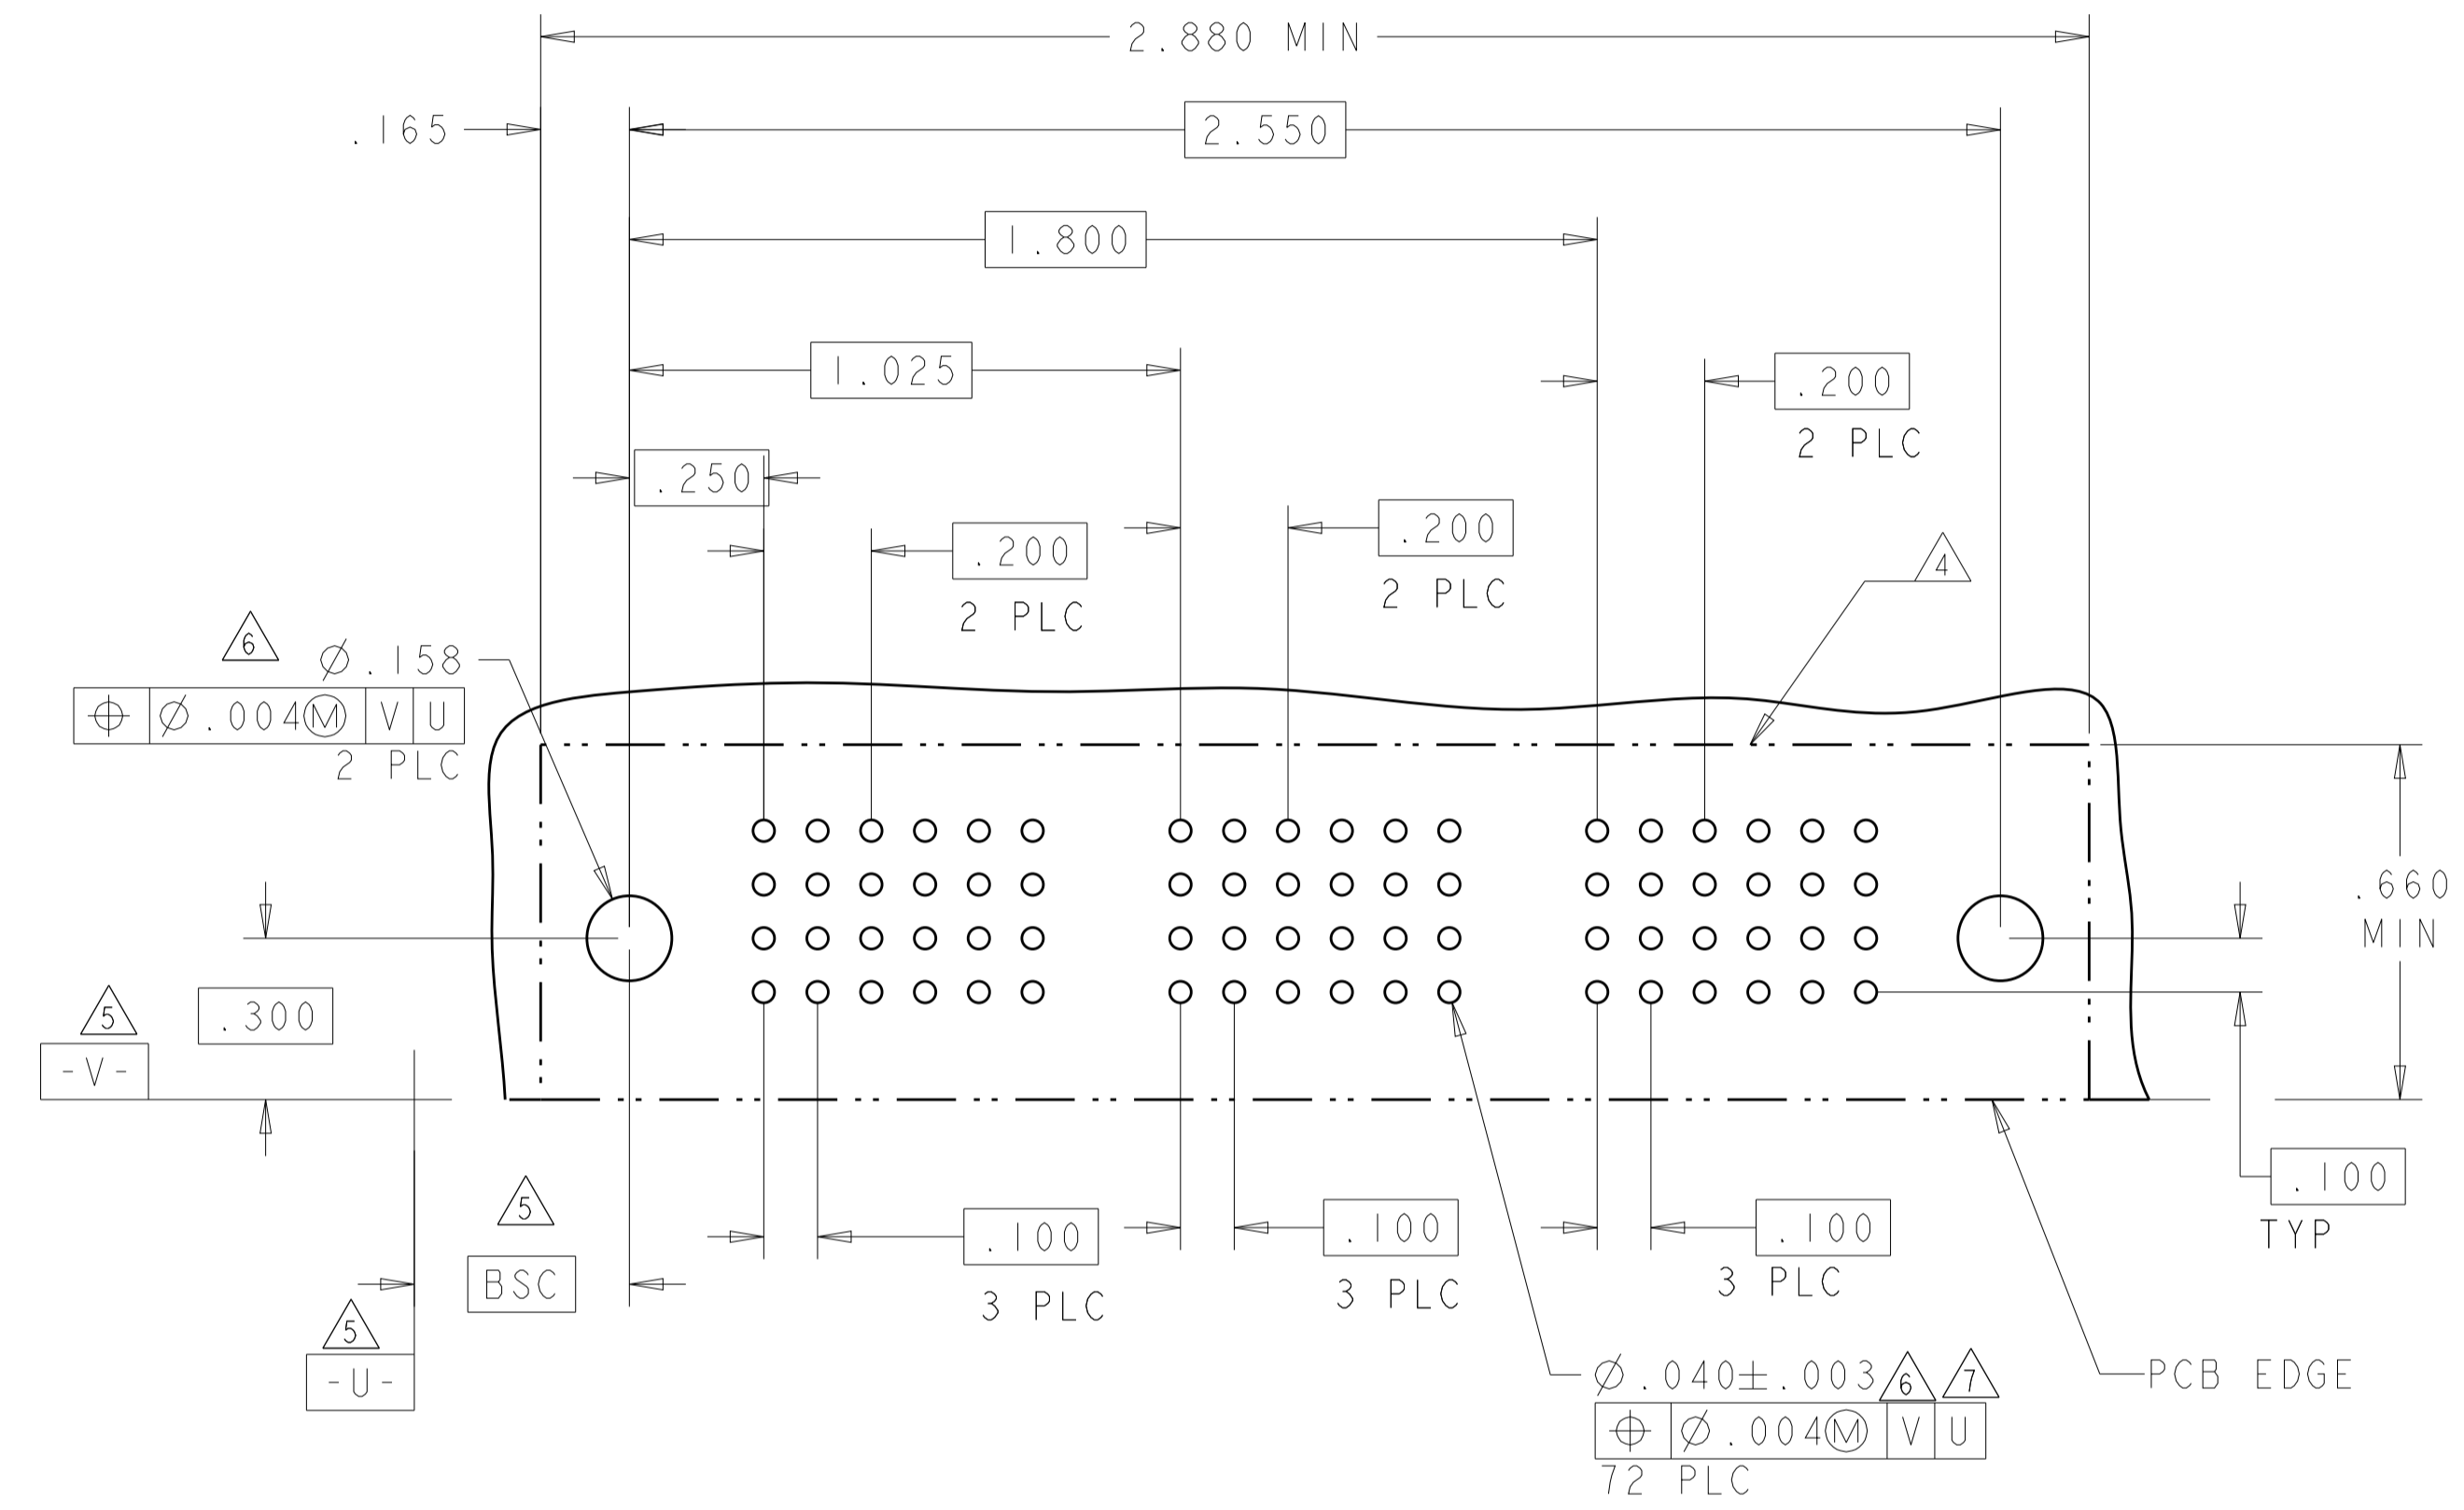 2.880 MIN
.165
2.550
1.800
1.025
.200
2 PLC
.250
.200
2 PLC
.200
2 PLC
4
6
⌀.158
⌖ ⌀.004Ⓜ V U
2 PLC
.660
MIN
5
.300
-V-
.100
TYP
5
BSC
.100
3 PLC
.100
3 PLC
.100
3 PLC
5
-U-
⌀.040±.003 6 7
⌖ ⌀.004Ⓜ V U
72 PLC
PCB EDGE